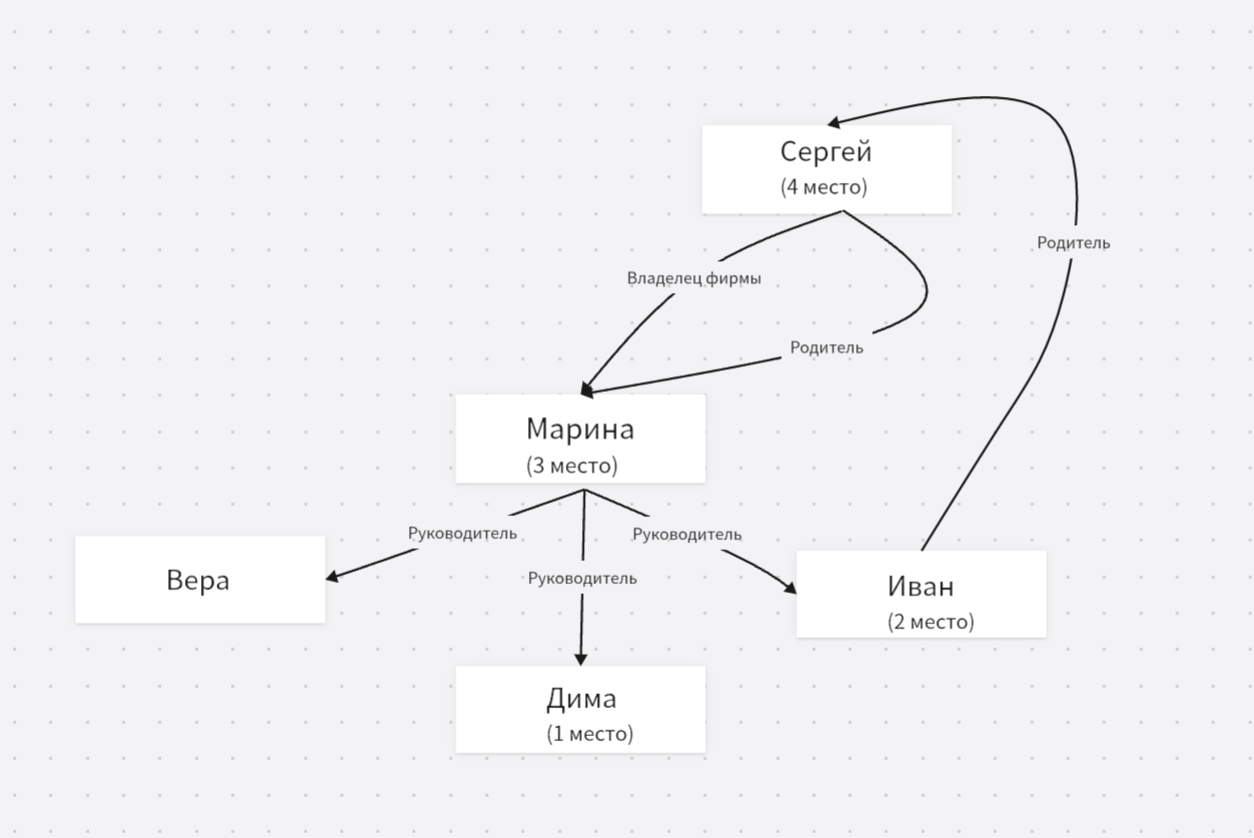 Сергей
(4 место)
Родитель
Владелец фирмы
Родитель
Марина
(3 место)
Руководитель
Руководитель
Руководитель
Вера
Иван
(2 место)
Дима
(1 место)